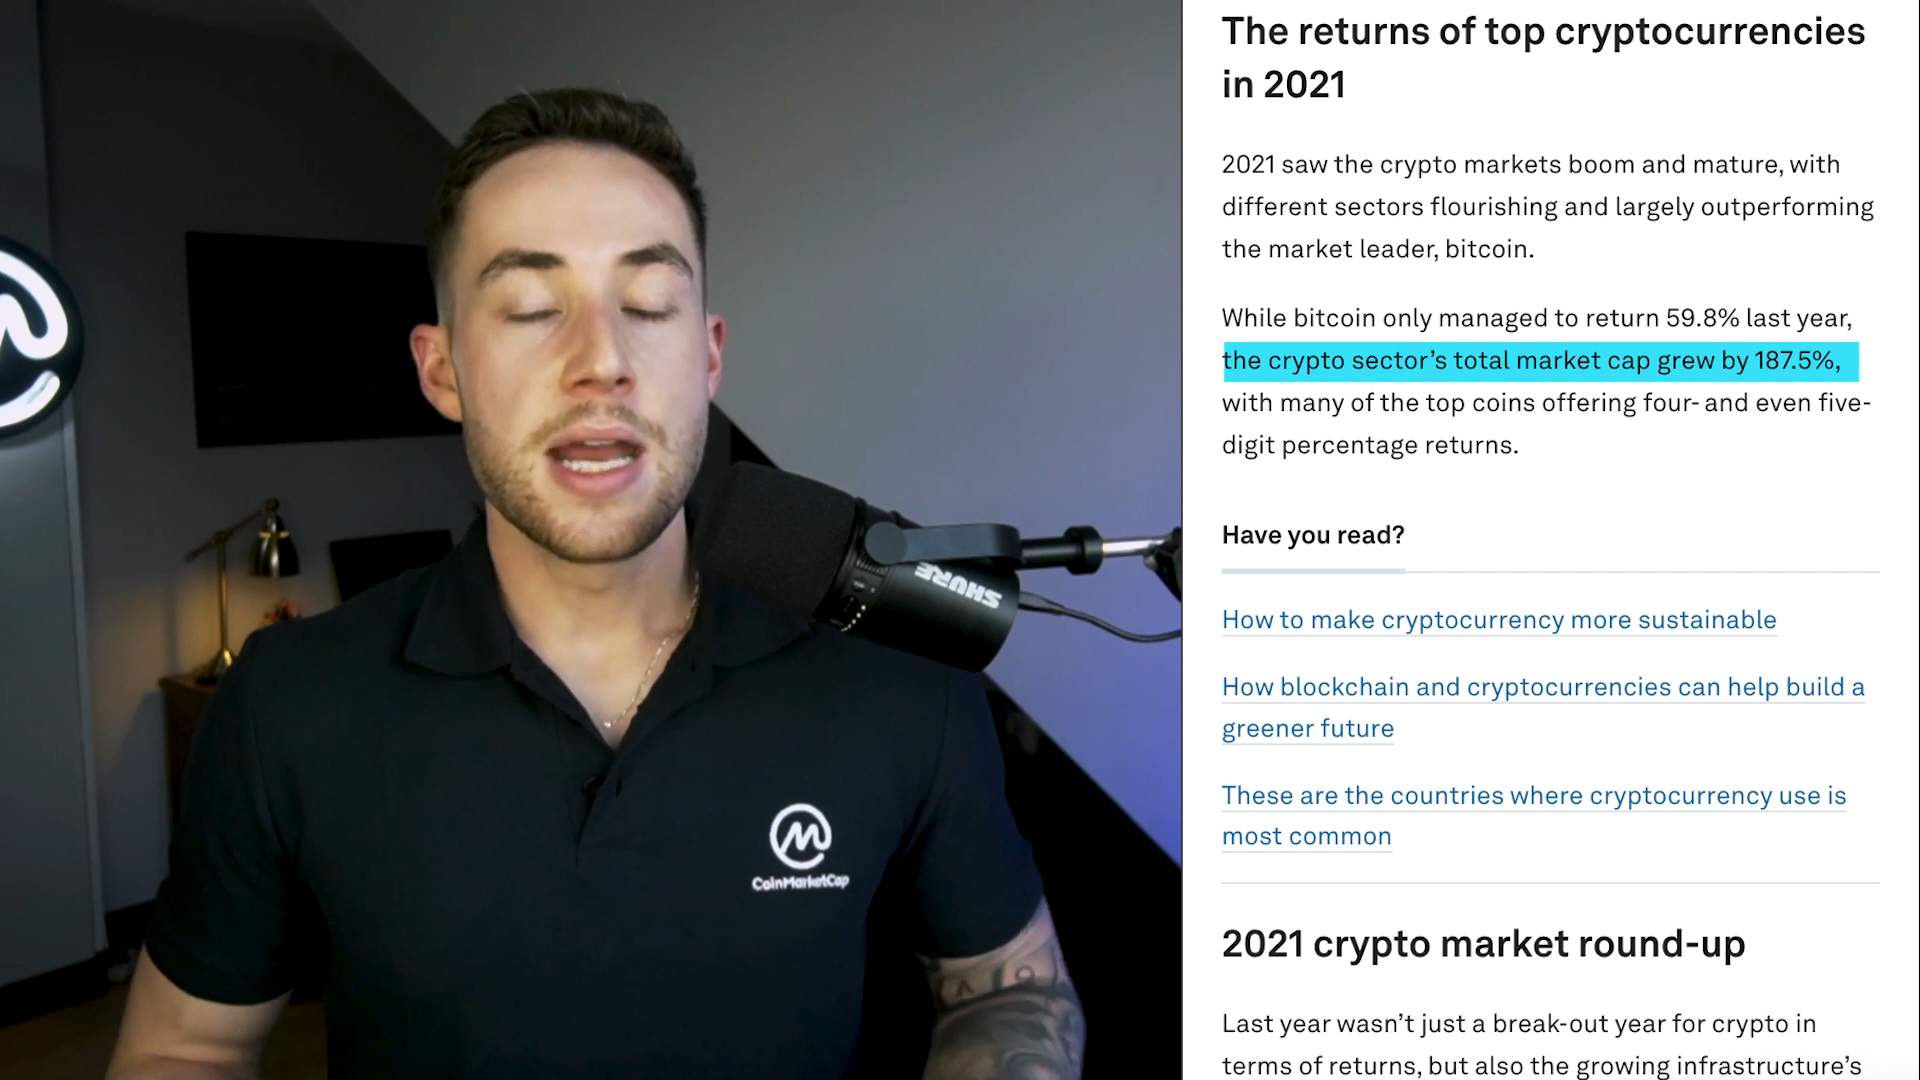 The returns of top cryptocurrencies
in 2021
2021 saw the crypto markets boom and mature, with
different sectors flourishing and largely outperforming
the market leader, bitcoin.
While bitcoin only managed to return 59.8% last year,
the crypto sector's total market cap grew by 187.5%,
with many of the top coins offering four- and even five-
digit percentage returns.
Have you read?
How to make cryptocurrency more sustainable
How blockchain and cryptocurrencies can help build a
greener future
These are the countries where cryptocurrency use is
most common
2021 crypto market round-up
Last year wasn't just a break-out year for crypto in
terms of returns, but also the growing infrastructure's
SHURE
CoinMarketCap